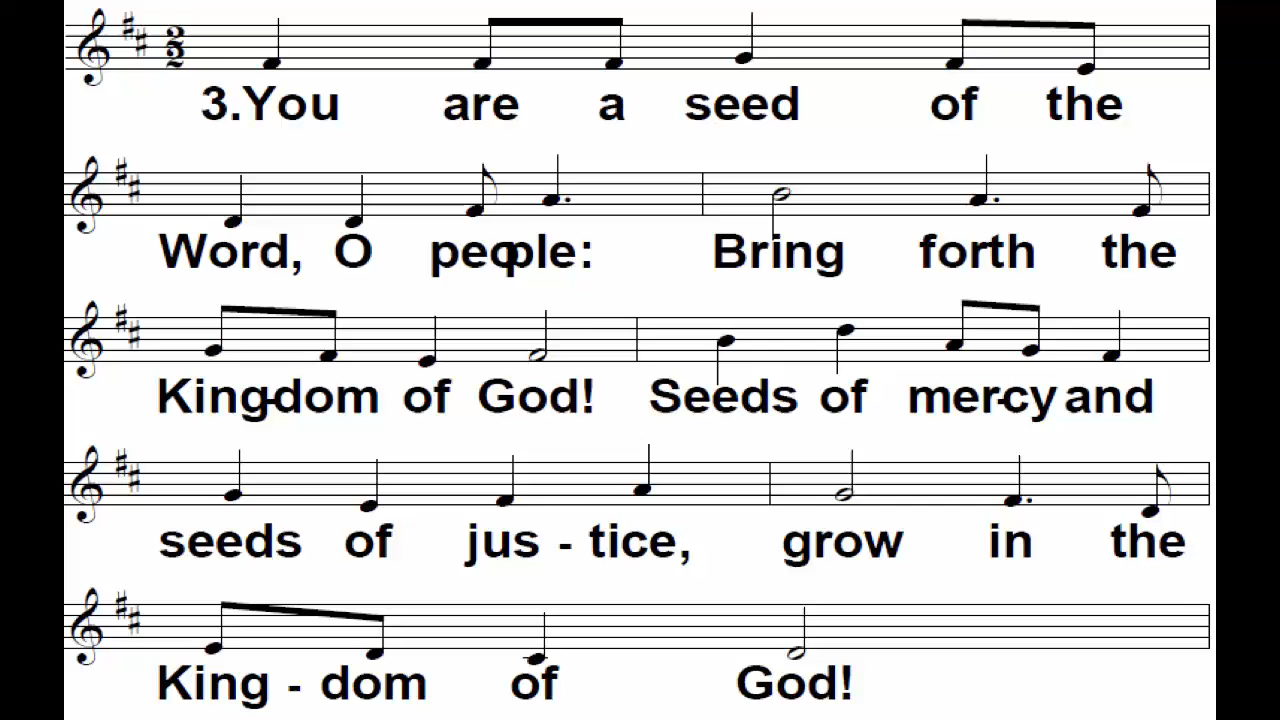 3.You are a seed of the
Word, O people: Bring forth the
King-dom of God! Seeds of mer-cy and
seeds of jus - tice, grow in the
King - dom of God!